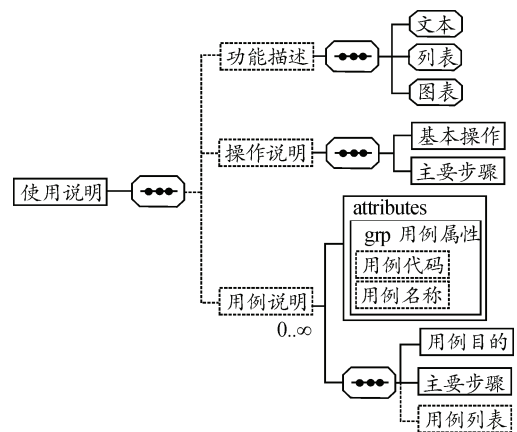 文本
功能描述
列表
图表
基本操作
操作说明
主要步骤
使用说明
attributes
grp 用例属性
用例代码
用例说明
用例名称
0..∞
用例目的
主要步骤
用例列表